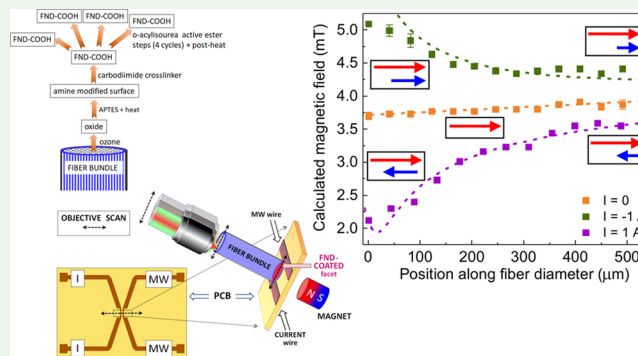 FND-COOH
FND-COOH
FND-COOH
FND-COOH
o-acylisourea active ester
steps (4 cycles) + post-heat
FND-COOH
carbodiimide crosslinker
amine modified surface
APTES + heat
oxide
ozone
FIBER BUNDLE
OBJECTIVE SCAN
MW wire
FIBER BUNDLE
FND-
COATED
facet
N S
MAGNET
PCB
CURRENT
wire
I
MW
I
MW
Calculated magnetic field (mT)
5.0
4.5
4.0
3.5
3.0
2.5
2.0
I = 0
I = -1 A
I = 1 A
0 100 200 300 400 500
Position along fiber diameter (μm)